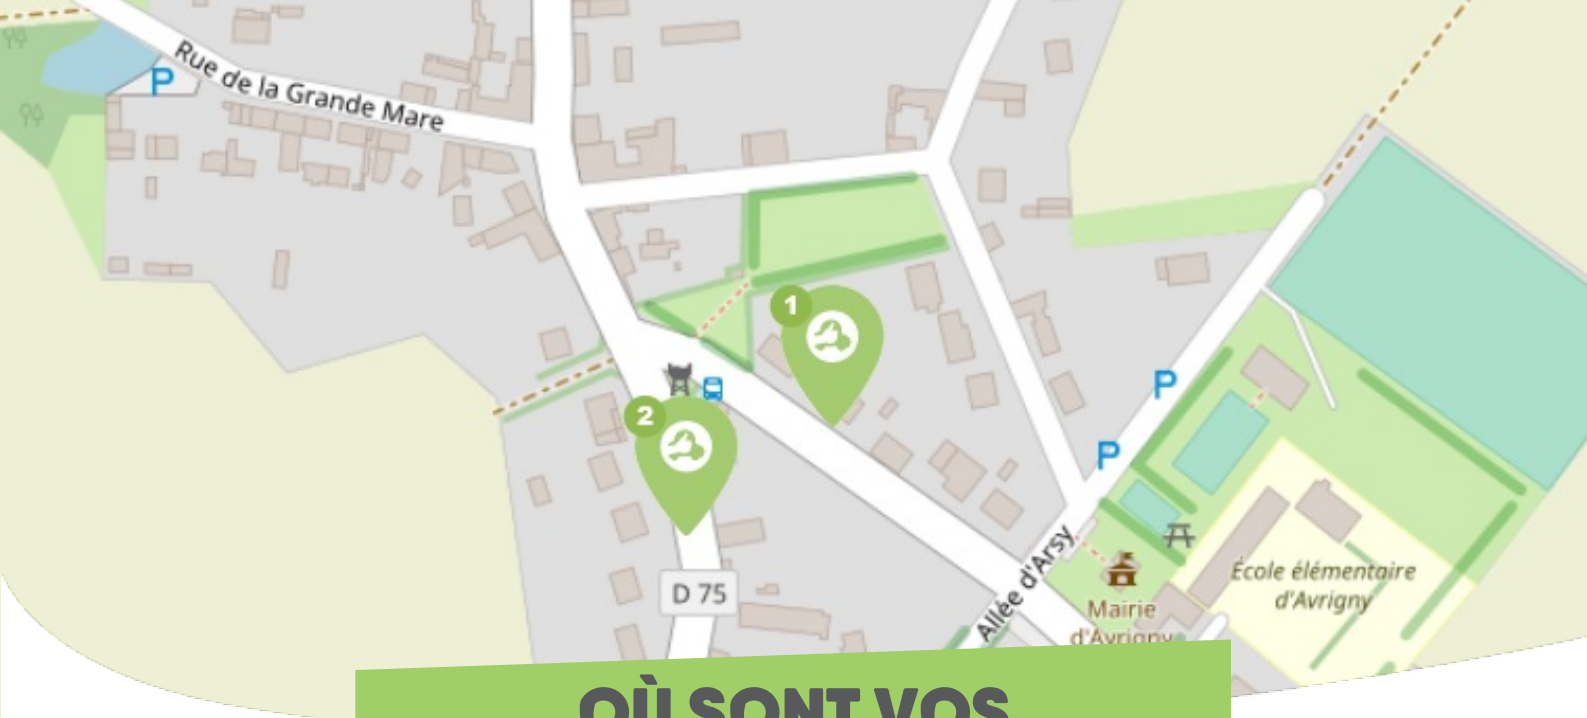 P
Rue de la Grande Mare
1
2
P
P
D 75
Allée d'Arsy
École élémentaire
d'Avrigny
Mairie
d'Avrigny
OÙ SONT VOS